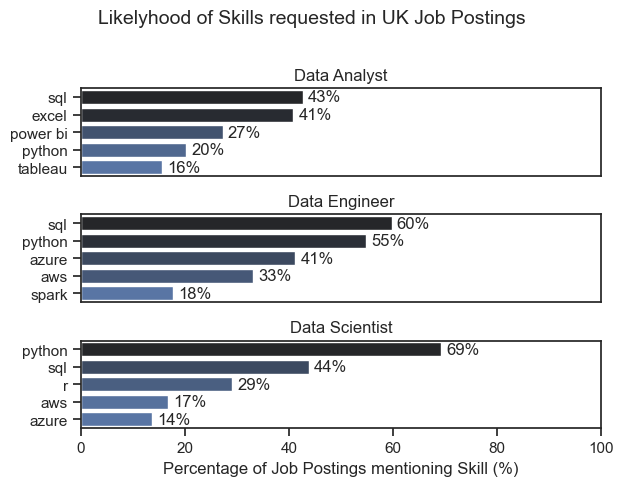 Likelyhood of Skills requested in UK Job Postings
Data Analyst
sql 43%
excel 41%
power bi 27%
python 20%
tableau 16%
Data Engineer
sql 60%
python 55%
azure 41%
aws 33%
spark 18%
Data Scientist
python 69%
sql 44%
r 29%
aws 17%
azure 14%
0 20 40 60 80 100
Percentage of Job Postings mentioning Skill (%)